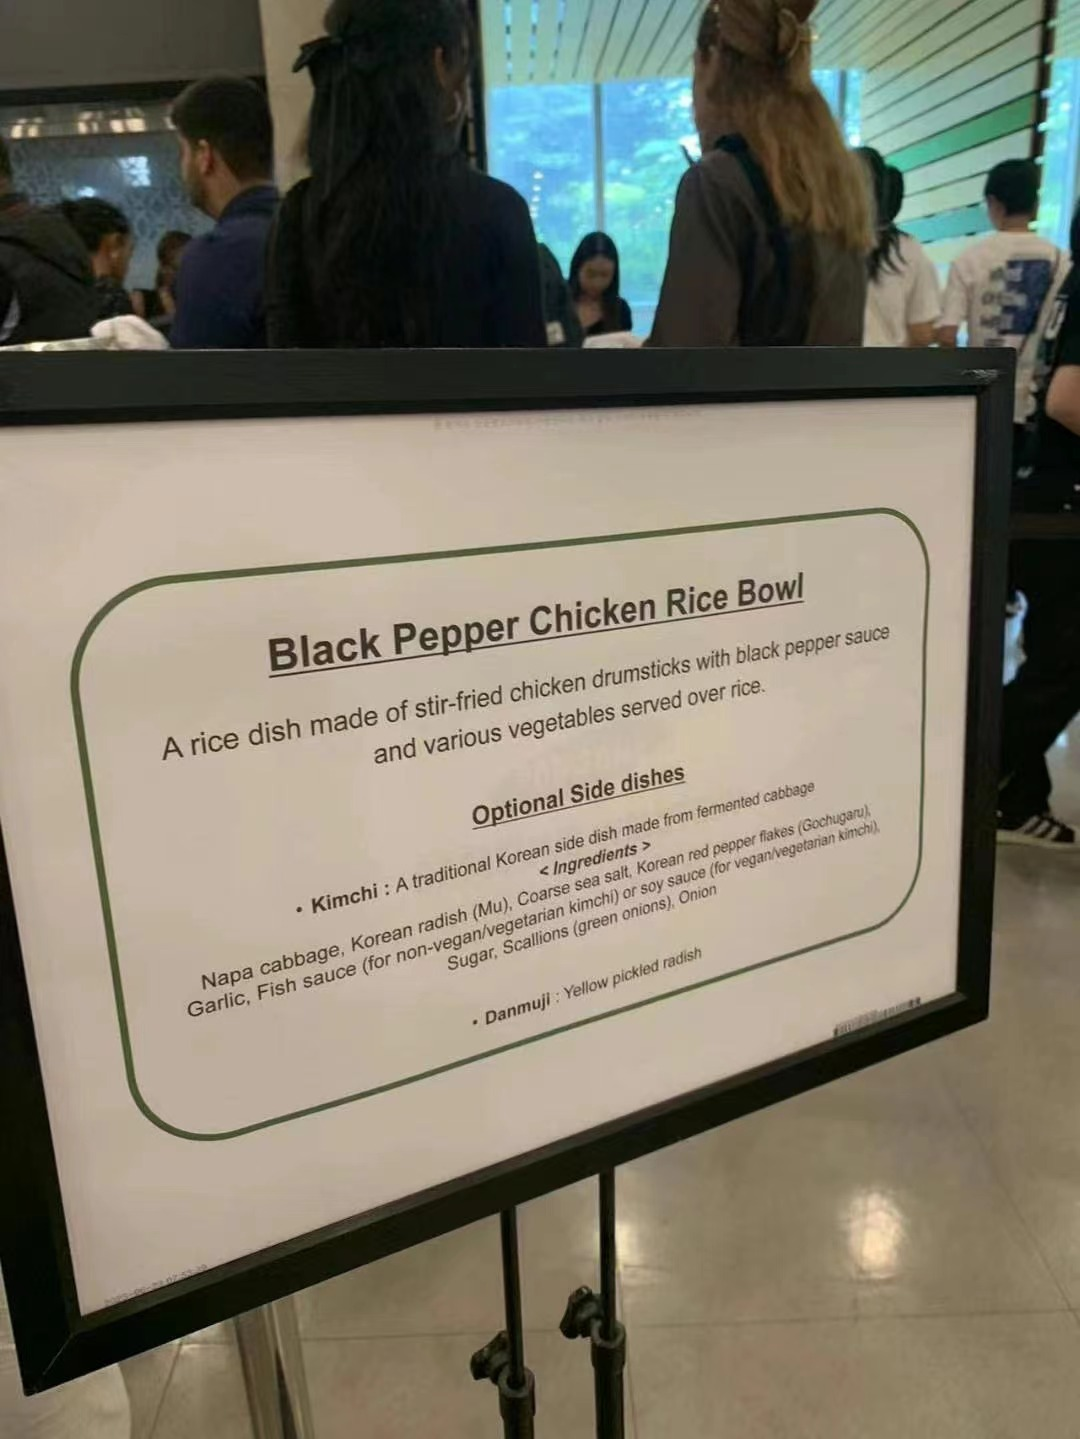 Black Pepper Chicken Rice Bowl
A rice dish made of stir-fried chicken drumsticks with black pepper sauce
and various vegetables served over rice.
Optional Side dishes
• Kimchi : A traditional Korean side dish made from fermented cabbage
< Ingredients >
Napa cabbage, Korean radish (Mu), Coarse sea salt, Korean red pepper flakes (Gochugaru),
Garlic, Fish sauce (for non-vegan/vegetarian kimchi) or soy sauce (for vegan/vegetarian kimchi),
Sugar, Scallions (green onions), Onion
• Danmuji : Yellow pickled radish